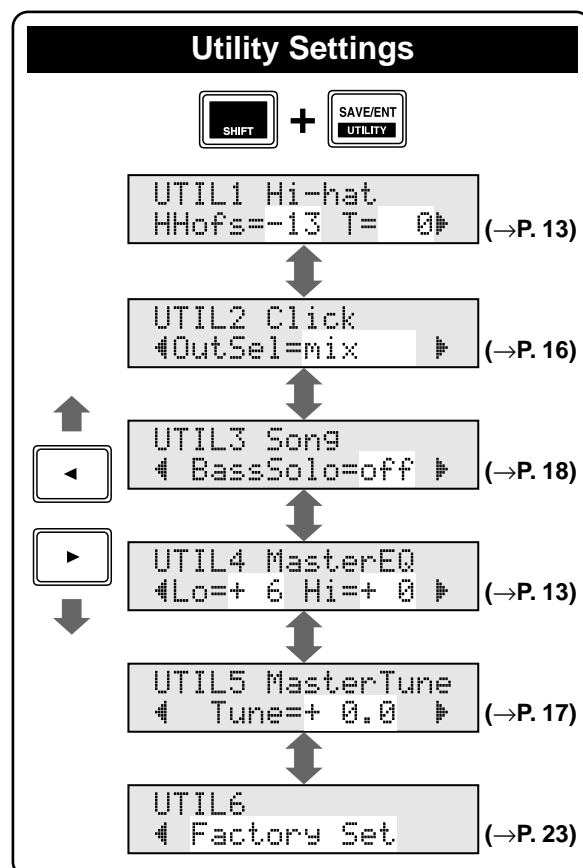 Utility Settings
SHIFT + SAVE/ENT
UTILITY
UTIL1 Hi-hat
HHofs=-13 T= 0 (→P. 13)
UTIL2 Click
OutSel=mix (→P. 16)
UTIL3 Song
BassSolo=off (→P. 18)
UTIL4 MasterEQ
Lo=+ 6 Hi=+ 0 (→P. 13)
UTIL5 MasterTune
Tune=+ 0.0 (→P. 17)
UTIL6
Factory Set (→P. 23)